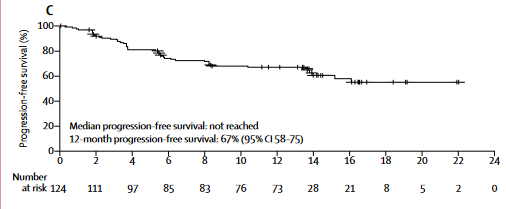 C
Progression-free survival (%)
100
80
60
40
20
0
Median progression-free survival: not reached
12-month progression-free survival: 67% (95% CI 58–75)
0 2 4 6 8 10 12 14 16 18 20 22 24
Number
at risk 124 111 97 85 83 76 73 28 21 8 5 2 0